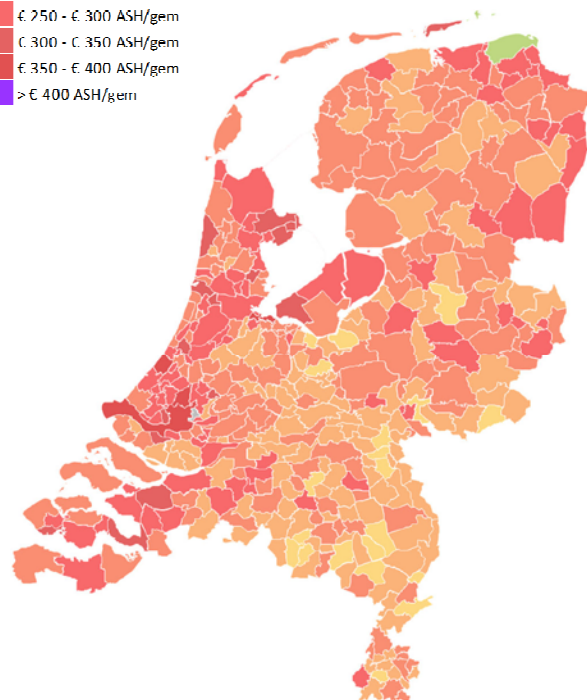 € 250 - € 300 ASH/gem
€ 300 - € 350 ASH/gem
€ 350 - € 400 ASH/gem
> € 400 ASH/gem